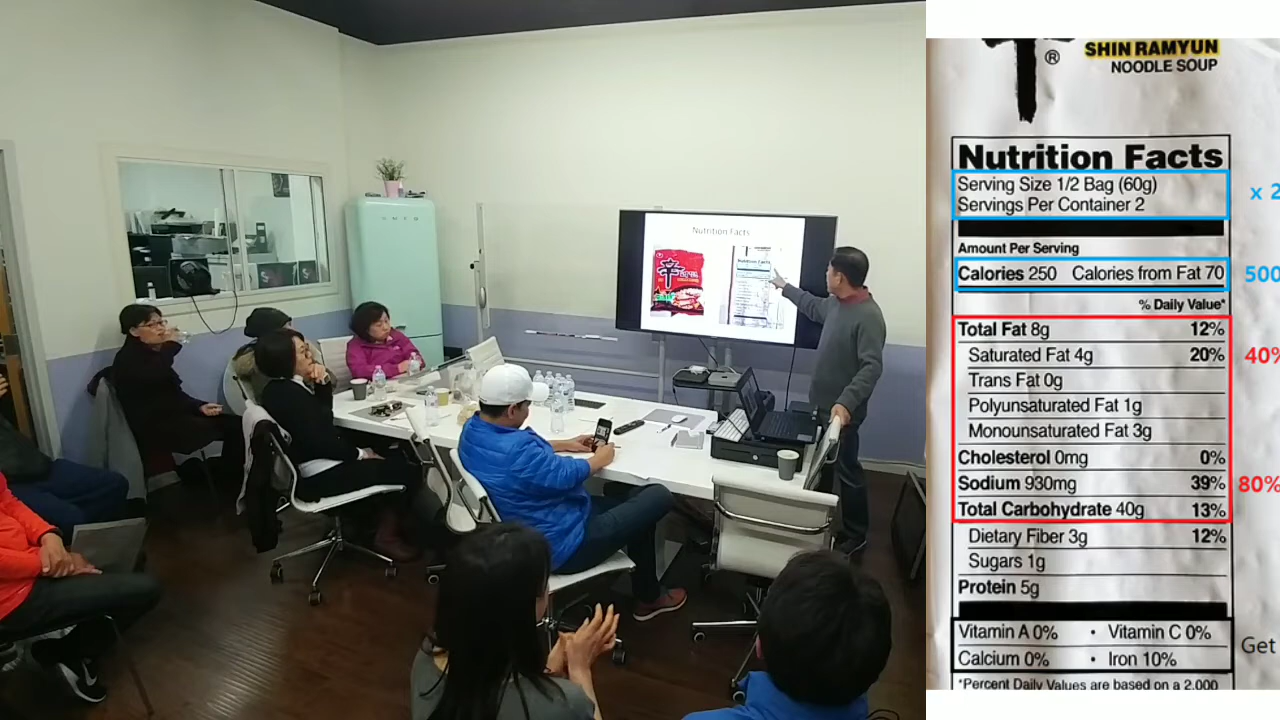 SMEG
Nutrition Facts
辛
辛
®
SHIN RAMYUN
NOODLE SOUP
Nutrition Facts
Serving Size 1/2 Bag (60g)
Servings Per Container 2
x 2
Amount Per Serving
Calories 250 Calories from Fat 70
500
% Daily Value*
Total Fat 8g 12%
Saturated Fat 4g 20%
40%
Trans Fat 0g
Polyunsaturated Fat 1g
Monounsaturated Fat 3g
Cholesterol 0mg 0%
Sodium 930mg 39%
80%
Total Carbohydrate 40g 13%
Dietary Fiber 3g 12%
Sugars 1g
Protein 5g
Vitamin A 0% • Vitamin C 0%
Calcium 0% • Iron 10%
Get
*Percent Daily Values are based on a 2,000